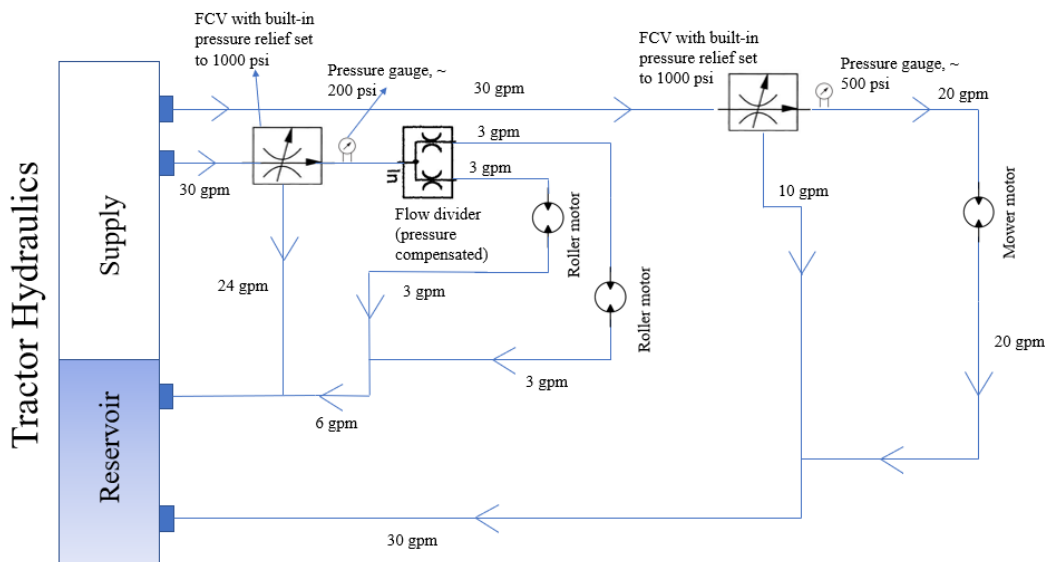 FCV with built-in
pressure relief set
to 1000 psi
Pressure gauge, ~
200 psi
30 gpm
FCV with built-in
pressure relief set
to 1000 psi
Pressure gauge, ~
500 psi
20 gpm
3 gpm
3 gpm
In
30 gpm
Flow divider
(pressure
compensated)
Roller motor
10 gpm
Mower motor
Tractor Hydraulics
Supply
24 gpm
3 gpm
Roller motor
20 gpm
3 gpm
6 gpm
Reservoir
30 gpm